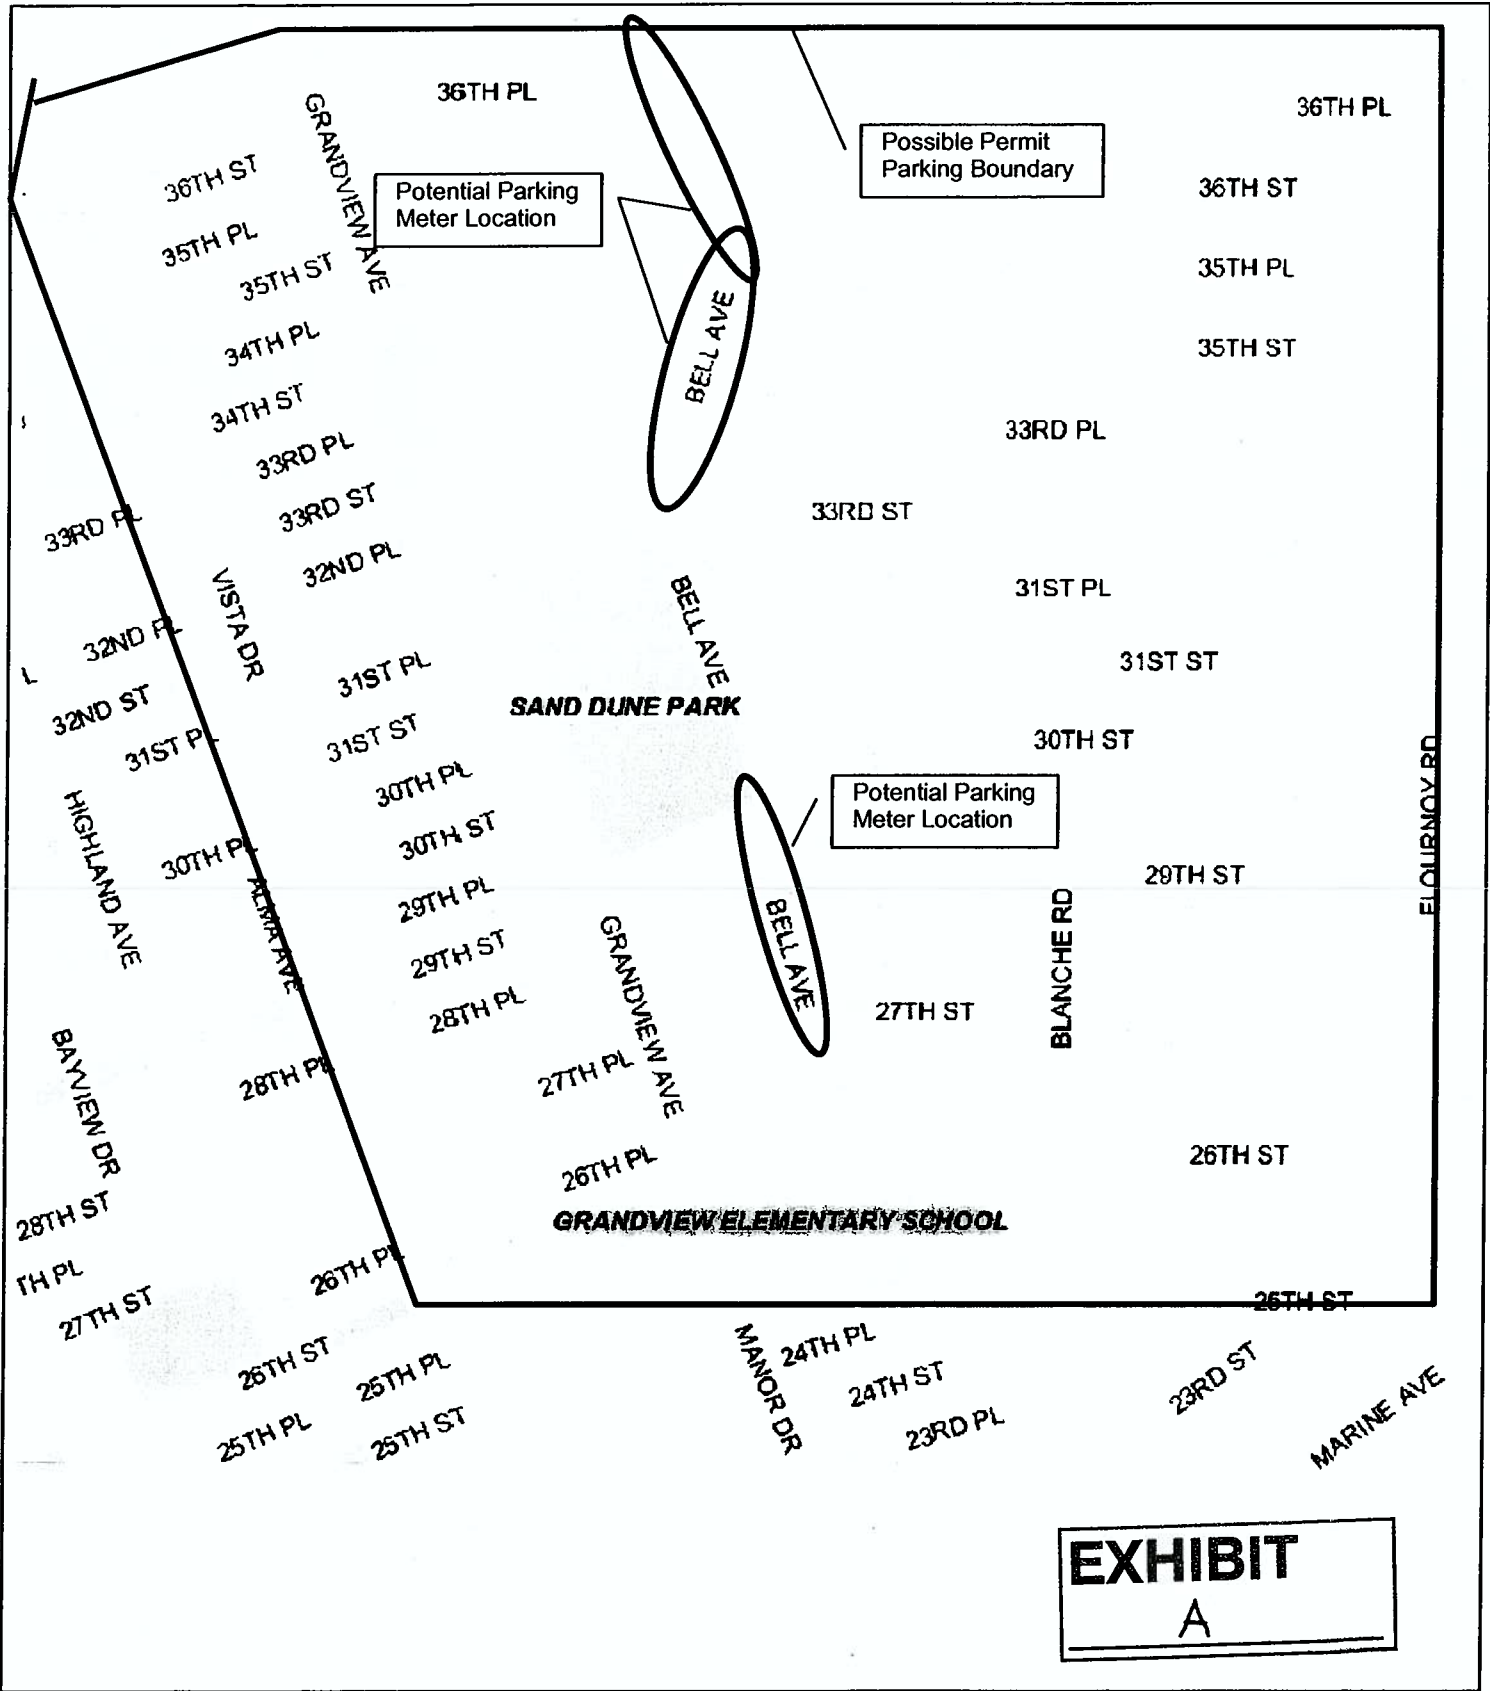 36TH PL
36TH PL
GRANDVIEW AVE
Possible Permit
Parking Boundary
36TH ST
Potential Parking
Meter Location
36TH ST
35TH PL
35TH ST
35TH PL
34TH PL
BELL AVE
35TH ST
34TH ST
33RD PL
33RD PL
33RD ST
33RD ST
33RD PL
32ND PL
VISTA DR
BELL AVE
31ST PL
32ND PL
31ST PL
31ST ST
L
32ND ST
SAND DUNE PARK
31ST PL
31ST ST
30TH ST
FLOURNOY RD
30TH PL
Potential Parking
Meter Location
HIGHLAND AVE
30TH ST
30TH PL
29TH ST
ALMA AVE
29TH PL
GRANDVIEW AVE
BELL AVE
BLANCHE RD
29TH ST
28TH PL
27TH ST
BAYVIEW DR
28TH PL
27TH PL
26TH PL
26TH ST
28TH ST
GRANDVIEW ELEMENTARY SCHOOL
TH PL
26TH PL
27TH ST
25TH ST
MANOR DR
24TH PL
26TH ST
25TH PL
24TH ST
23RD ST
25TH PL
25TH ST
23RD PL
MARINE AVE
EXHIBIT
A